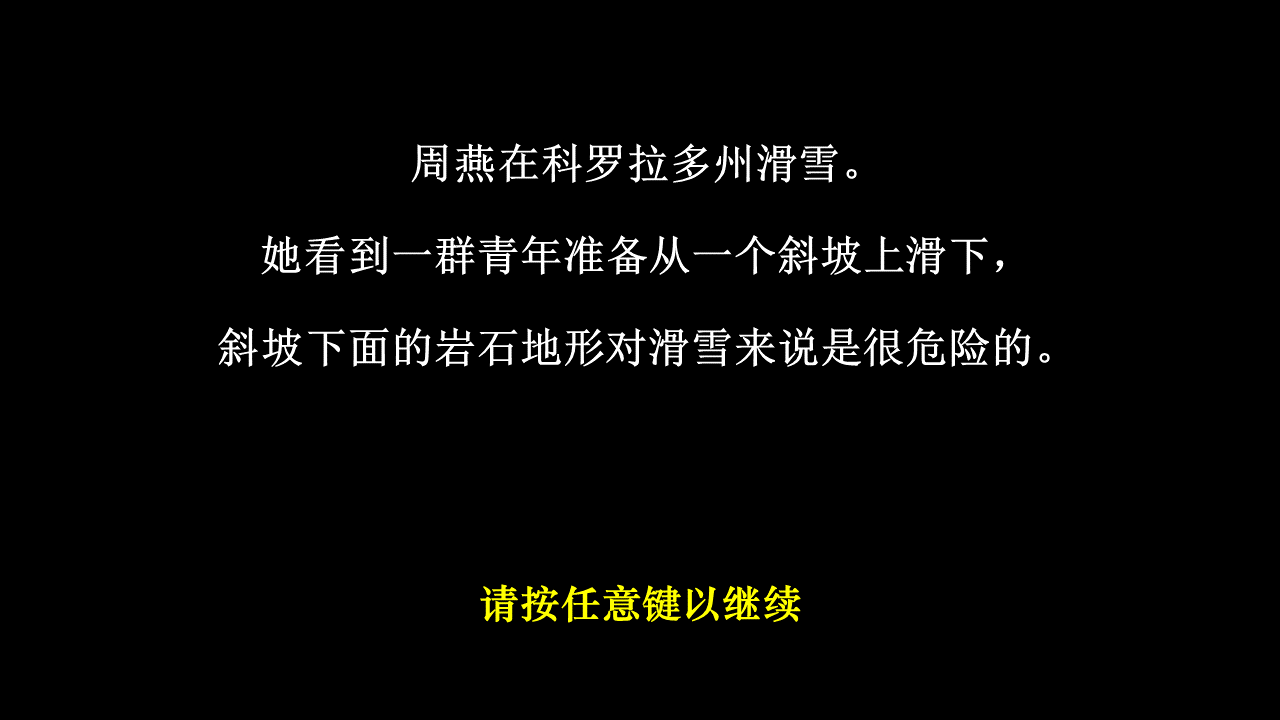 周燕在科罗拉多州滑雪。
她看到一群青年准备从一个斜坡上滑下，
斜坡下面的岩石地形对滑雪来说是很危险的。
请按任意键以继续